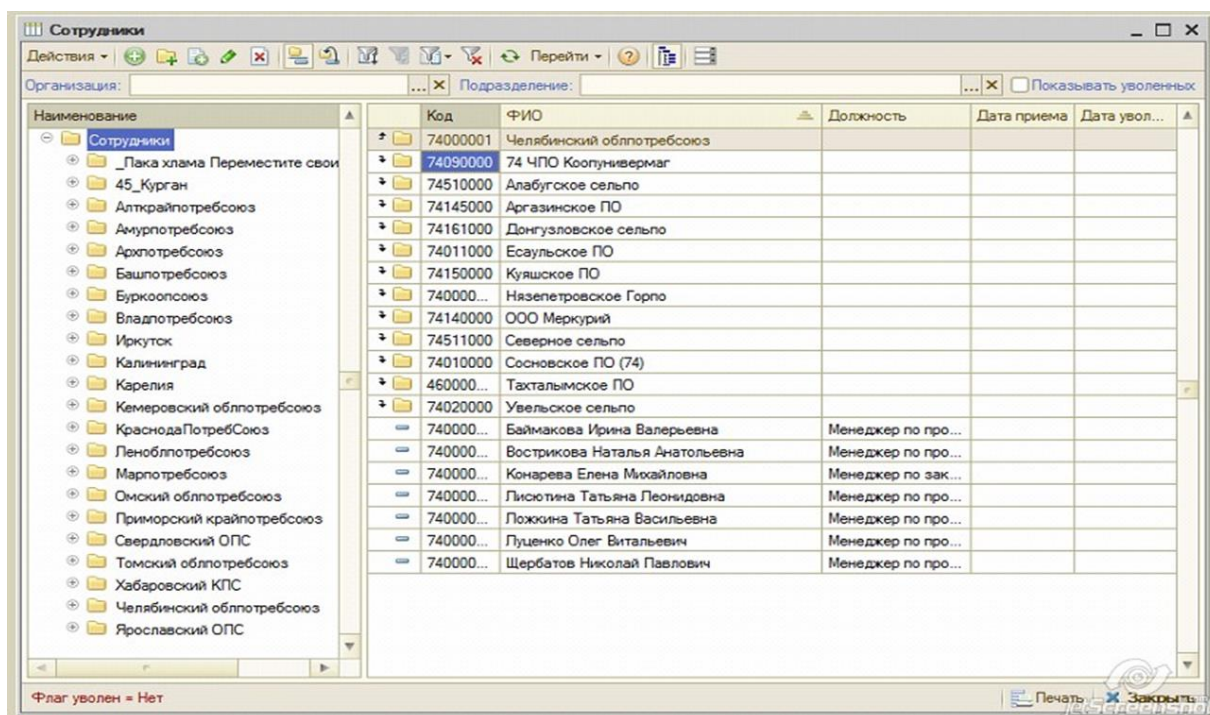 Сотрудники
Действия Перейти
Организация: ... Подразделение: ... Показывать уволенных
Наименование
Сотрудники
_Пака хлама Переместите свои
45_Курган
Алткрайпотребсоюз
Амурпотребсоюз
Архпотребсоюз
Башпотребсоюз
Буркоопсоюз
Владпотребсоюз
Иркутск
Калининград
Карелия
Кемеровский облпотребсоюз
КраснодаПотребСоюз
Леноблпотребсоюз
Марпотребсоюз
Омский облпотребсоюз
Приморский крайпотребсоюз
Свердловский ОПС
Томский облпотребсоюз
Хабаровский КПС
Челябинский облпотребсоюз
Ярославский ОПС
Код ФИО Должность Дата приема Дата увол...
74000001 Челябинский облпотребсоюз
74090000 74 ЧПО Коопунивермаг
74510000 Алабугское сельпо
74145000 Аргазинское ПО
74161000 Донгузловское сельпо
74011000 Есаульское ПО
74150000 Куяшское ПО
740000... Нязепетровское Горпо
74140000 ООО Меркурий
74511000 Северное сельпо
74010000 Сосновское ПО (74)
460000... Тахталымское ПО
74020000 Увельское сельпо
740000... Баймакова Ирина Валерьевна Менеджер по про...
740000... Вострикова Наталья Анатольевна Менеджер по про...
740000... Конарева Елена Михайловна Менеджер по зак...
740000... Лисютина Татьяна Леонидовна Менеджер по про...
740000... Ложкина Татьяна Васильевна Менеджер по про...
740000... Луценко Олег Витальевич Менеджер по про...
740000... Щербатов Николай Павлович Менеджер по про...
Флаг уволен = Нет
Печать Закрыть
jetScreenshot